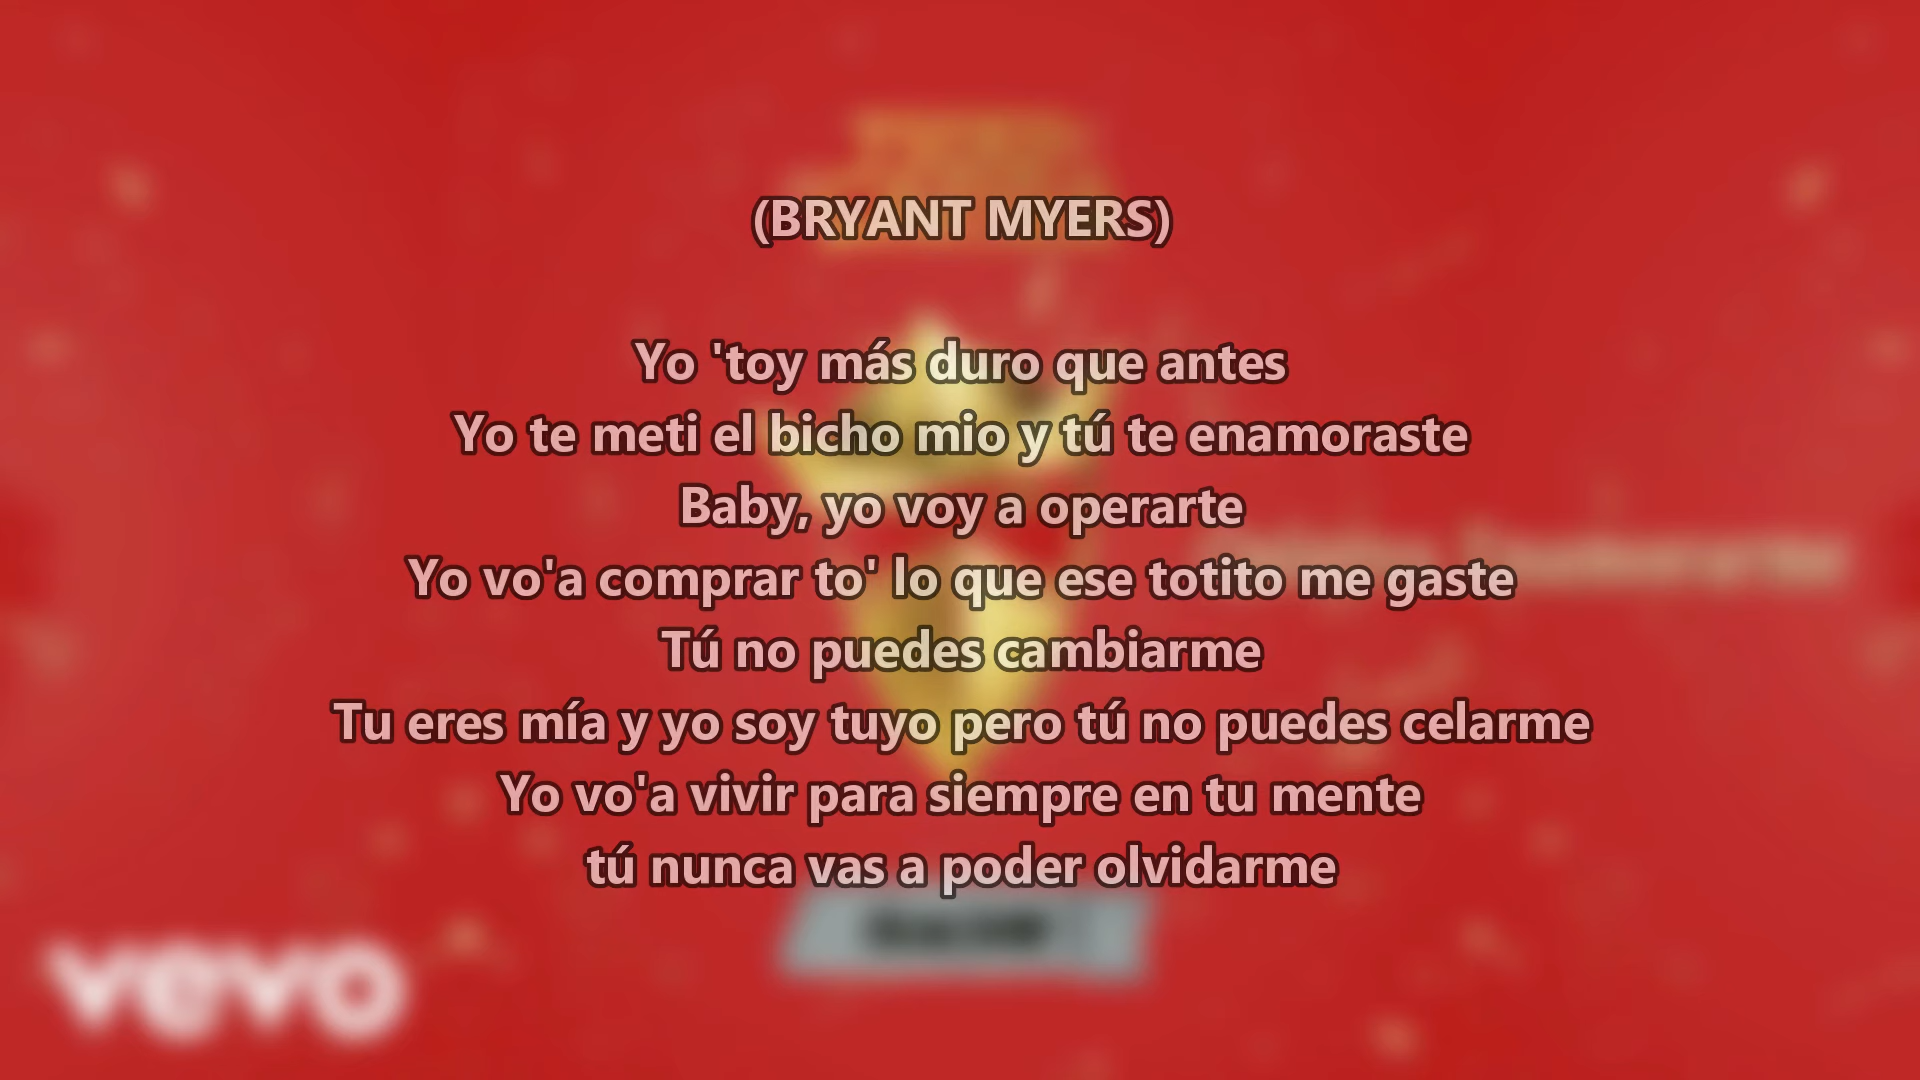 (BRYANT MYERS)
Yo 'toy más duro que antes
Yo te meti el bicho mio y tú te enamoraste
Baby, yo voy a operarte
Yo vo'a comprar to' lo que ese totito me gaste
Tú no puedes cambiarme
Tu eres mía y yo soy tuyo pero tú no puedes celarme
Yo vo'a vivir para siempre en tu mente
tú nunca vas a poder olvidarme
vevo